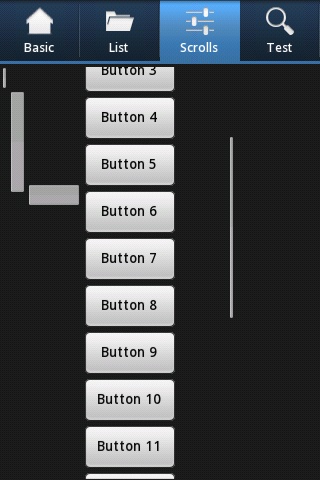 Basic
List
Scrolls
Test
Button 3
Button 4
Button 5
Button 6
Button 7
Button 8
Button 9
Button 10
Button 11